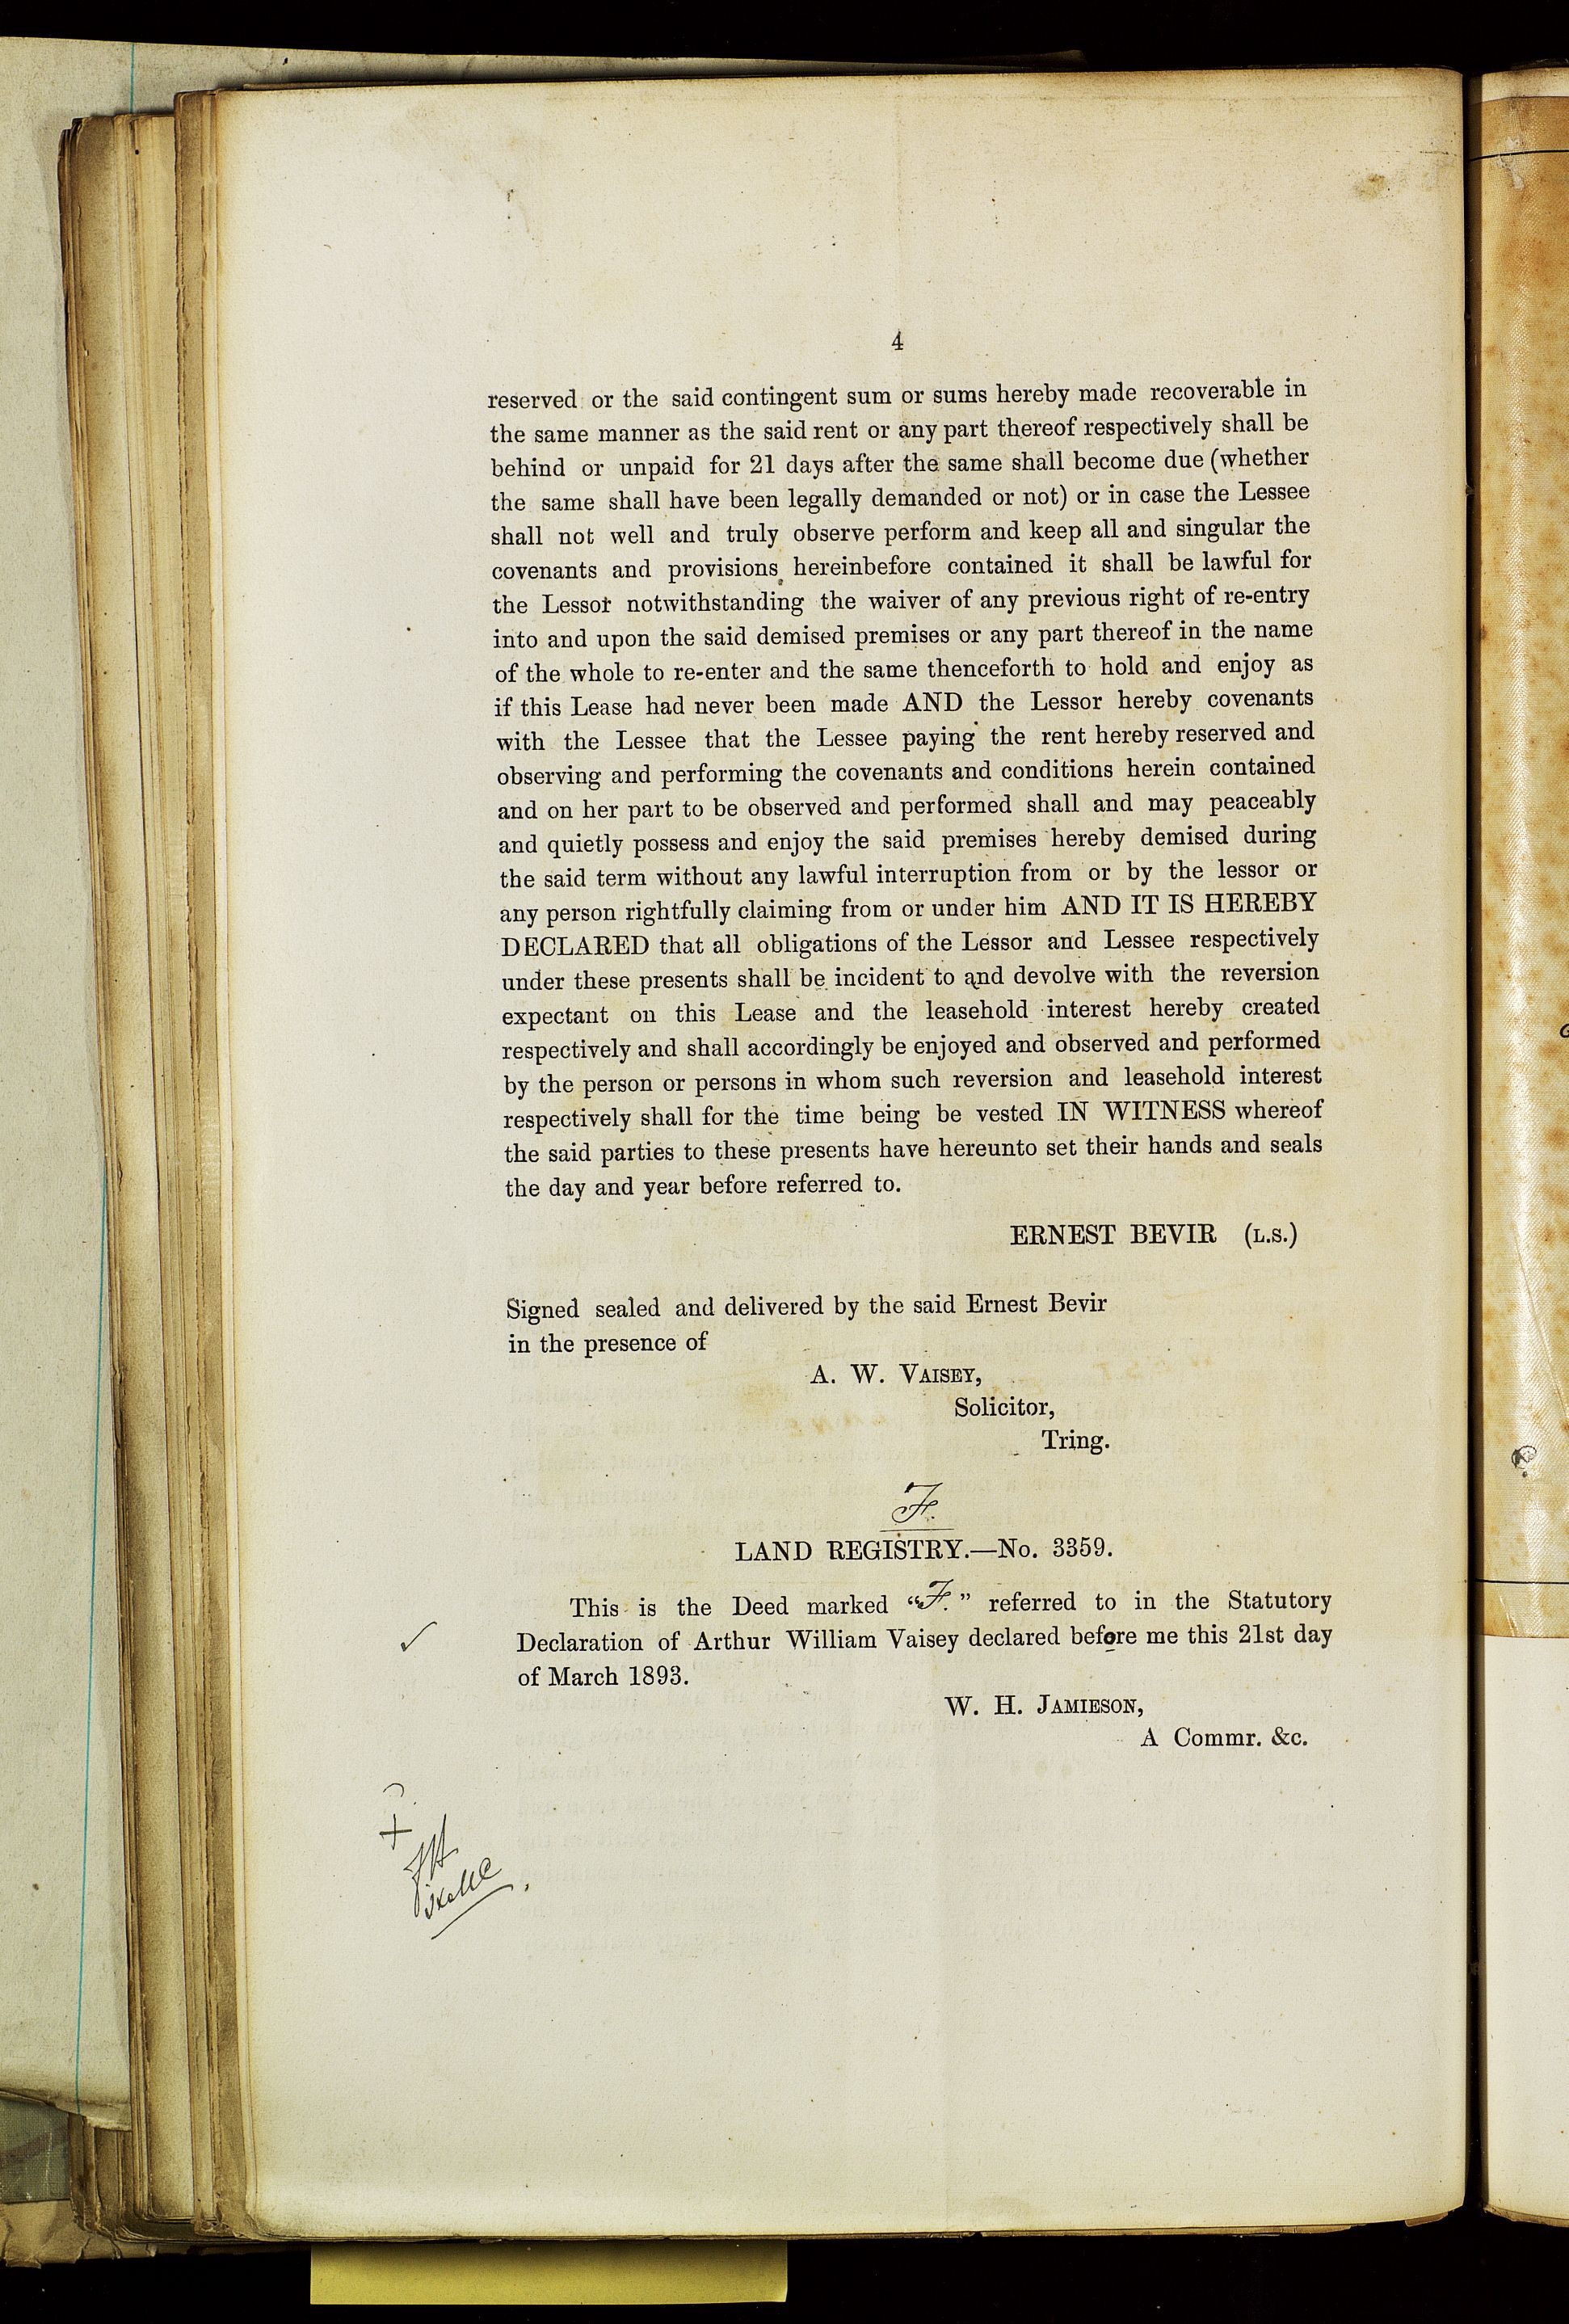 4
reserved or the said contingent sum or sums hereby made recoverable in
the same manner as the said rent or any part thereof respectively shall be
behind or unpaid for 21 days after the same shall become due (whether
the same shall have been legally demanded or not) or in case the Lessee
shall not well and truly observe perform and keep all and singular the
covenants and provisions hereinbefore contained it shall be lawful for
the Lessor notwithstanding the waiver of any previous right of re-entry
into and upon the said demised premises or any part thereof in the name
of the whole to re-enter and the same thenceforth to hold and enjoy as
if this Lease had never been made AND the Lessor hereby covenants
with the Lessee that the Lessee paying the rent hereby reserved and
observing and performing the covenants and conditions herein contained
and on her part to be observed and performed shall and may peaceably
and quietly possess and enjoy the said premises hereby demised during
the said term without any lawful interruption from or by the lessor or
any person rightfully claiming from or under him AND IT IS HEREBY
DECLARED that all obligations of the Lessor and Lessee respectively
under these presents shall be incident to and devolve with the reversion
expectant on this Lease and the leasehold interest hereby created
respectively and shall accordingly be enjoyed and observed and performed
by the person or persons in whom such reversion and leasehold interest
respectively shall for the time being be vested IN WITNESS whereof
the said parties to these presents have hereunto set their hands and seals
the day and year before referred to.
ERNEST BEVIR (L.S.)
Signed sealed and delivered by the said Ernest Bevir
in the presence of
A. W. VAISEY,
Solicitor,
Tring.
F.
LAND REGISTRY.—No. 3359.
This is the Deed marked “F.” referred to in the Statutory
Declaration of Arthur William Vaisey declared before me this 21st day
of March 1893.
W. H. JAMIESON,
A Commr. &c.